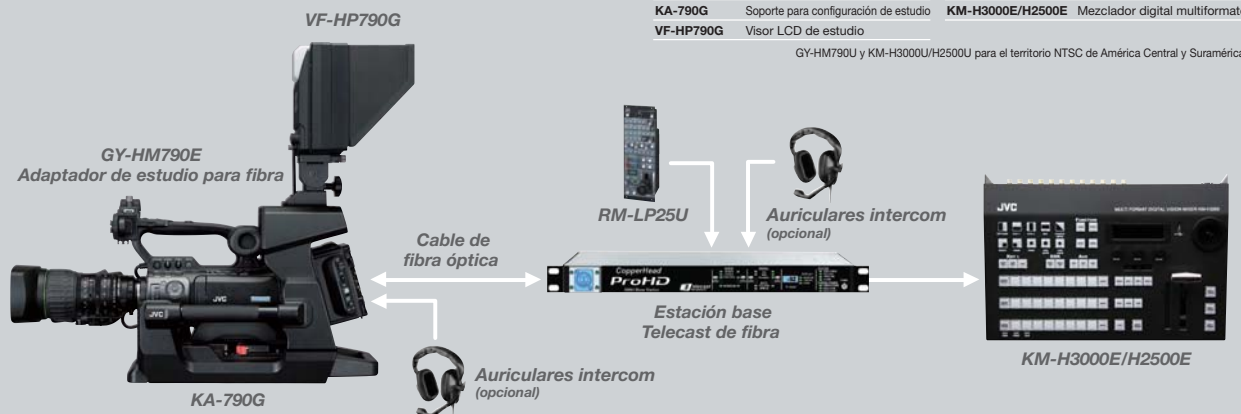 KA-790G Soporte para configuración de estudio KM-H3000E/H2500E Mezclador digital multiformato
VF-HP790G Visor LCD de estudio
GY-HM790U y KM-H3000U/H2500U para el territorio NTSC de América Central y Suramérica
VF-HP790G
GY-HM790E
Adaptador de estudio para fibra
RM-LP25U
Auriculares intercom
(opcional)
JVC
Cable de
fibra óptica
CopperHead
ProHD
Estación base
Telecast de fibra
JVC
JVC
KM-H3000E/H2500E
Auriculares intercom
(opcional)
KA-790G